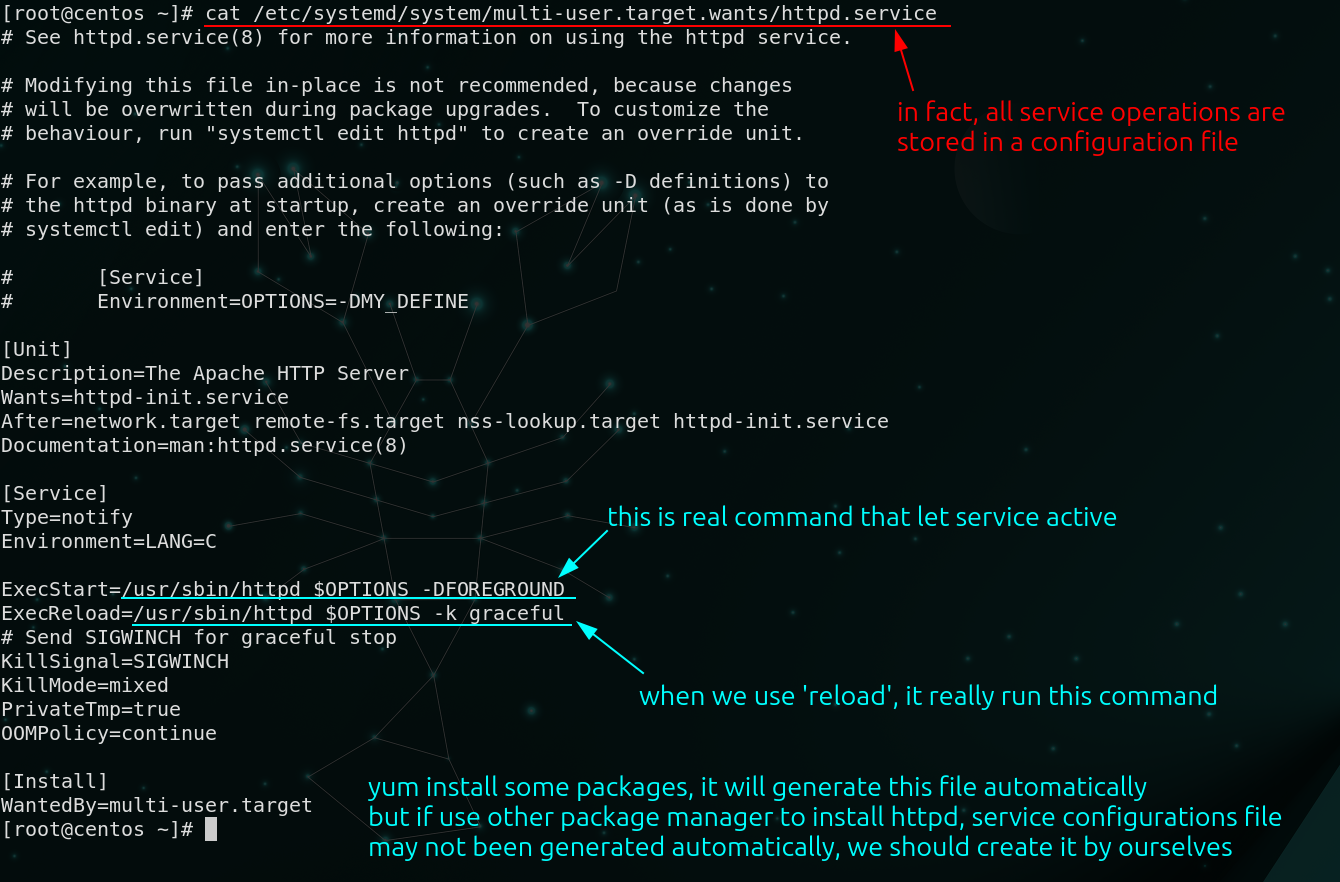 [root@centos ~]# cat /etc/systemd/system/multi-user.target.wants/httpd.service
# See httpd.service(8) for more information on using the httpd service.
# Modifying this file in-place is not recommended, because changes
# will be overwritten during package upgrades.  To customize the
# behaviour, run "systemctl edit httpd" to create an override unit.
in fact, all service operations are
stored in a configuration file
# For example, to pass additional options (such as -D definitions) to
# the httpd binary at startup, create an override unit (as is done by
# systemctl edit) and enter the following:
#       [Service]
#       Environment=OPTIONS=-DMY_DEFINE
[Unit]
Description=The Apache HTTP Server
Wants=httpd-init.service
After=network.target remote-fs.target nss-lookup.target httpd-init.service
Documentation=man:httpd.service(8)
[Service]
Type=notify
Environment=LANG=C
this is real command that let service active
ExecStart=/usr/sbin/httpd $OPTIONS -DFOREGROUND
ExecReload=/usr/sbin/httpd $OPTIONS -k graceful
# Send SIGWINCH for graceful stop
KillSignal=SIGWINCH
KillMode=mixed
PrivateTmp=true
OOMPolicy=continue
when we use 'reload', it really run this command
[Install]
WantedBy=multi-user.target
[root@centos ~]#
yum install some packages, it will generate this file automatically
but if use other package manager to install httpd, service configurations file
may not been generated automatically, we should create it by ourselves